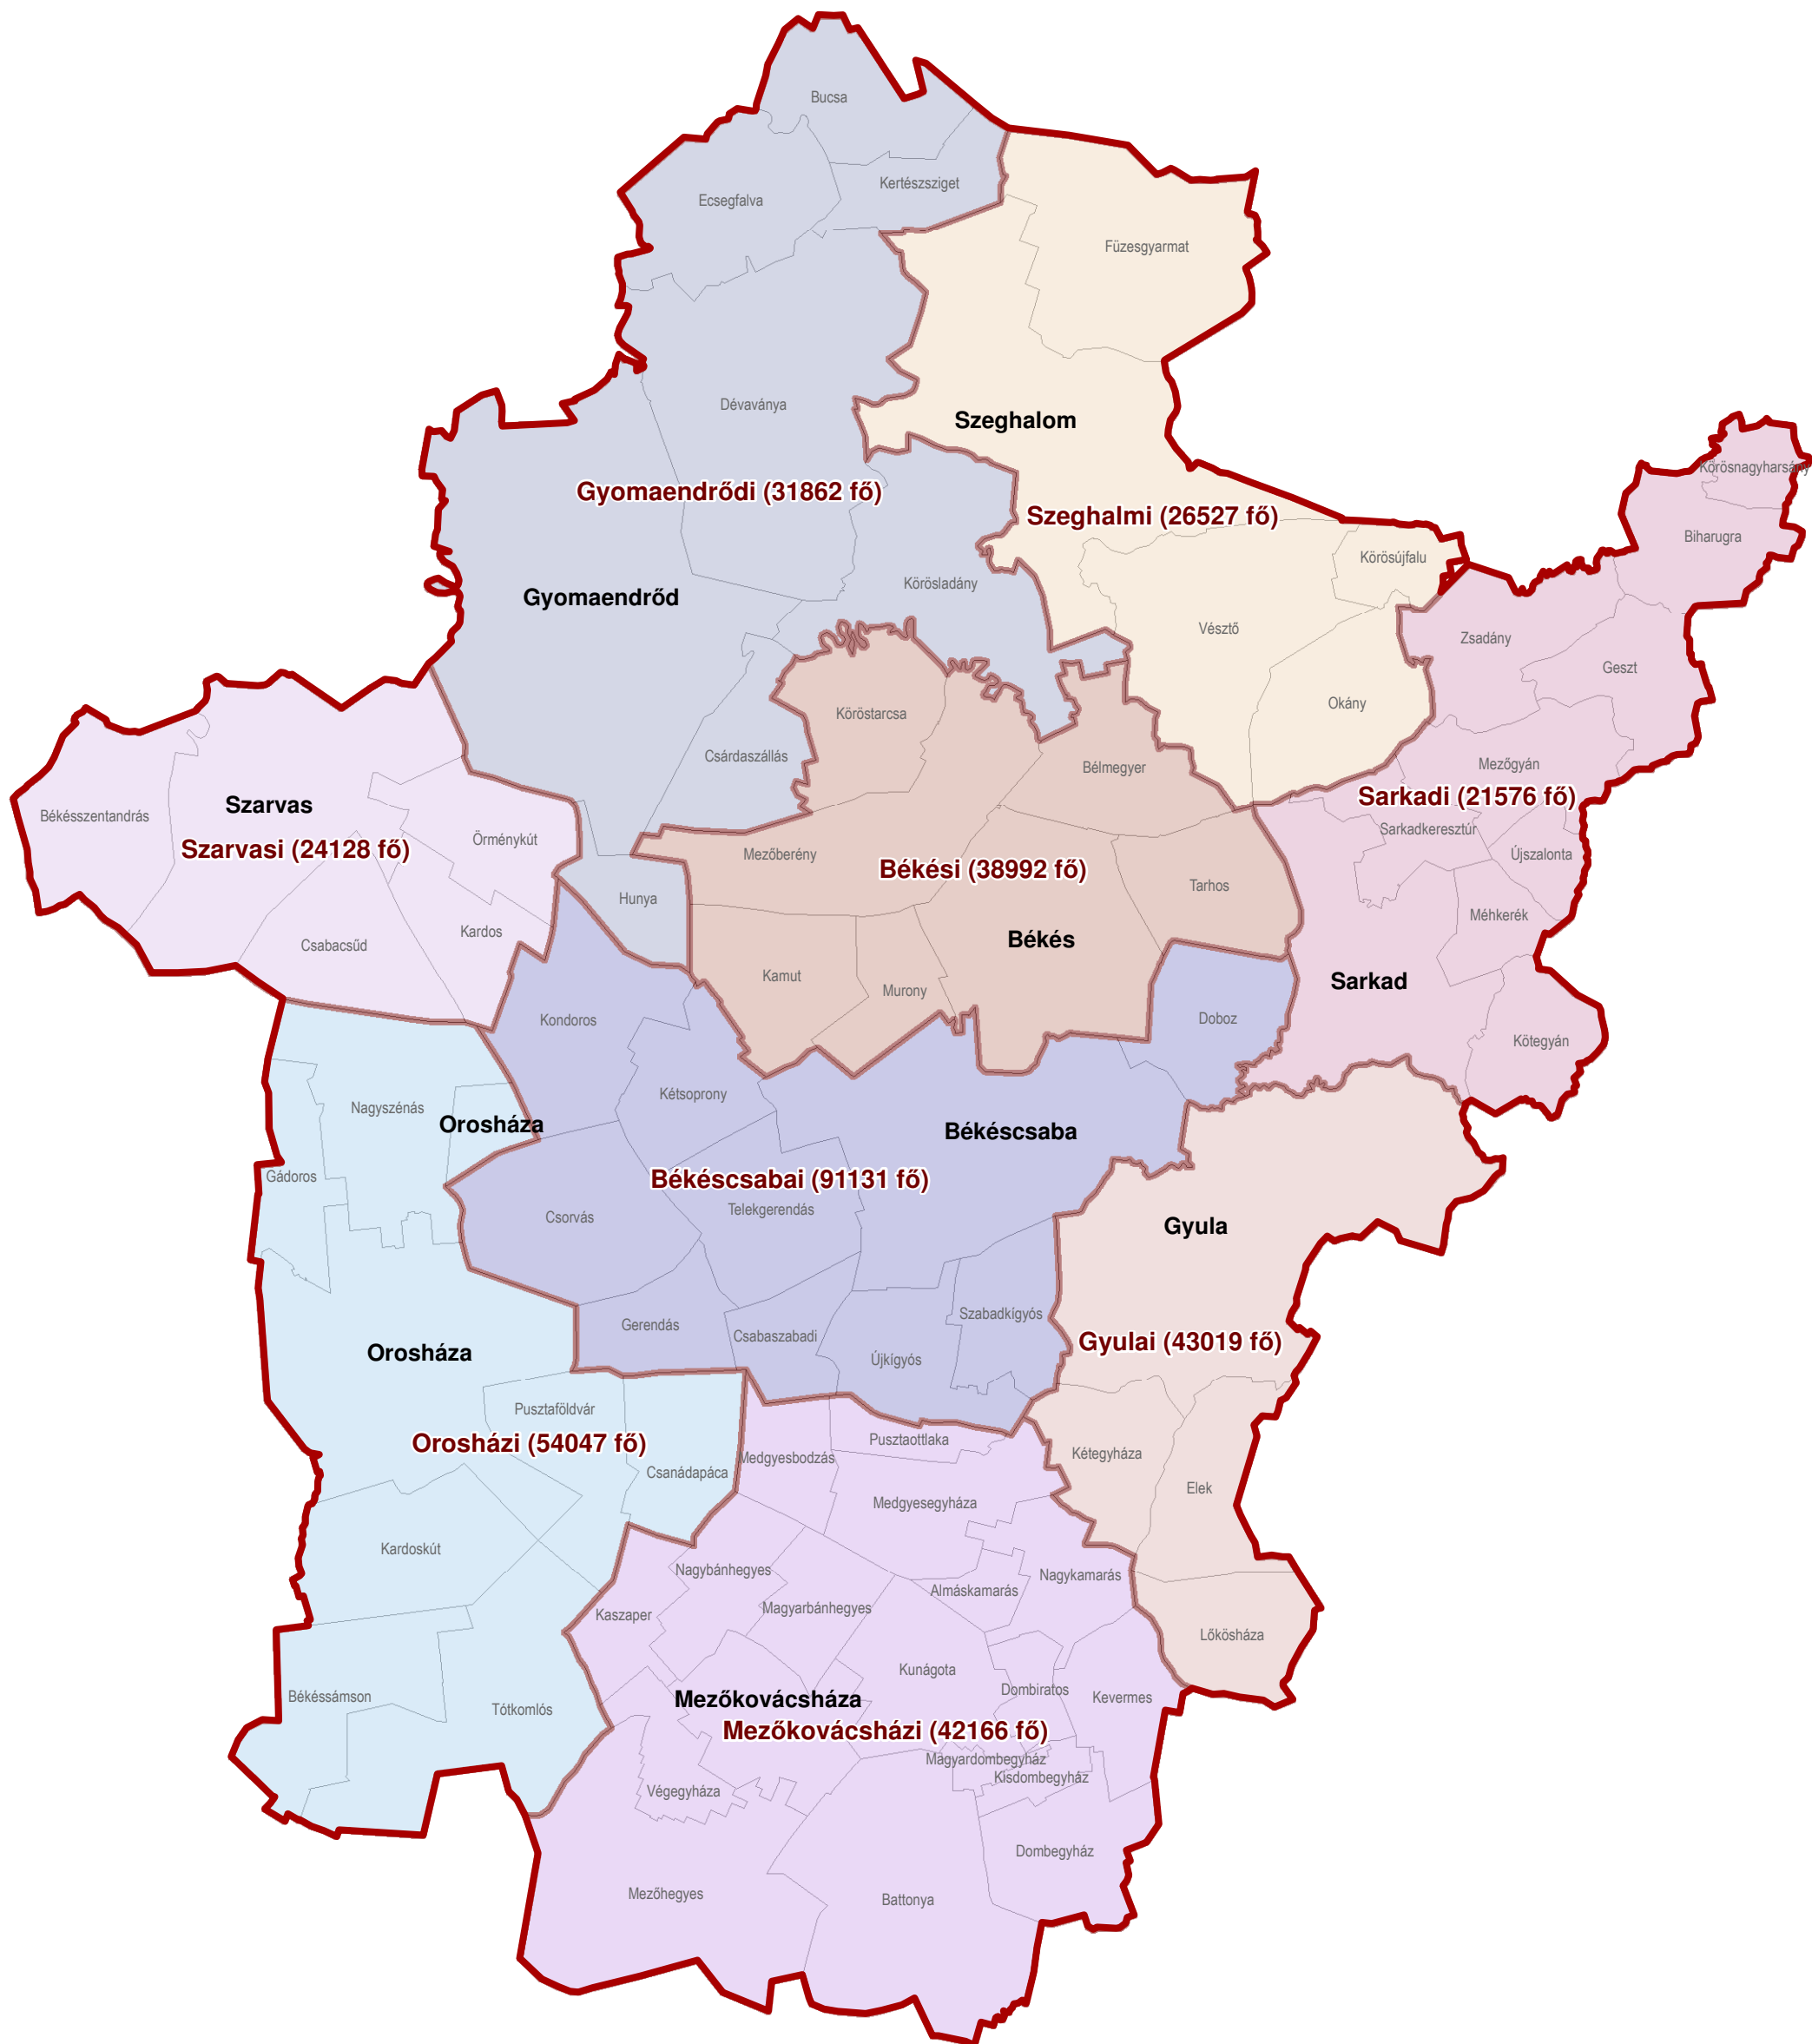 Bucsa
Kertészsziget
Ecsegfalva
Füzesgyarmat
Dévaványa
Szeghalom
Körösnagyharsány
Gyomaendrődi (31862 fő)
Szeghalmi (26527 fő)
Biharugra
Körösújfalu
Körösladány
Gyomaendrőd
Vésztő
Zsadány
Geszt
Okány
Köröstarcsa
Csárdaszállás
Bélmegyer
Mezőgyán
Sarkadi (21576 fő)
Szarvas
Békésszentandrás
Sarkadkeresztúr
Örménykút
Szarvasi (24128 fő)
Mezőberény
Újszalonta
Békési (38992 fő)
Tarhos
Hunya
Méhkerék
Kardos
Csabacsűd
Békés
Kamut
Sarkad
Murony
Kondoros
Doboz
Kötegyán
Kétsoprony
Nagyszénás
Orosháza
Békéscsaba
Gádoros
Békéscsabai (91131 fő)
Telekgerendás
Csorvás
Gyula
Szabadkígyós
Gerendás
Csabaszabadi
Gyulai (43019 fő)
Orosháza
Újkígyós
Pusztaföldvár
Orosházi (54047 fő)
Pusztaottlaka
Kétegyháza
Medgyesbodzás
Csanádapáca
Elek
Medgyesegyháza
Kardoskút
Nagybánhegyes
Nagykamarás
Almáskamarás
Magyarbánhegyes
Kaszaper
Lőkösháza
Kunágota
Dombiratos
Békéssámson
Mezőkovácsháza
Kevermes
Tótkomlós
Mezőkovácsházi (42166 fő)
Magyardombegyház
Kisdombegyház
Végegyháza
Dombegyház
Mezőhegyes
Battonya